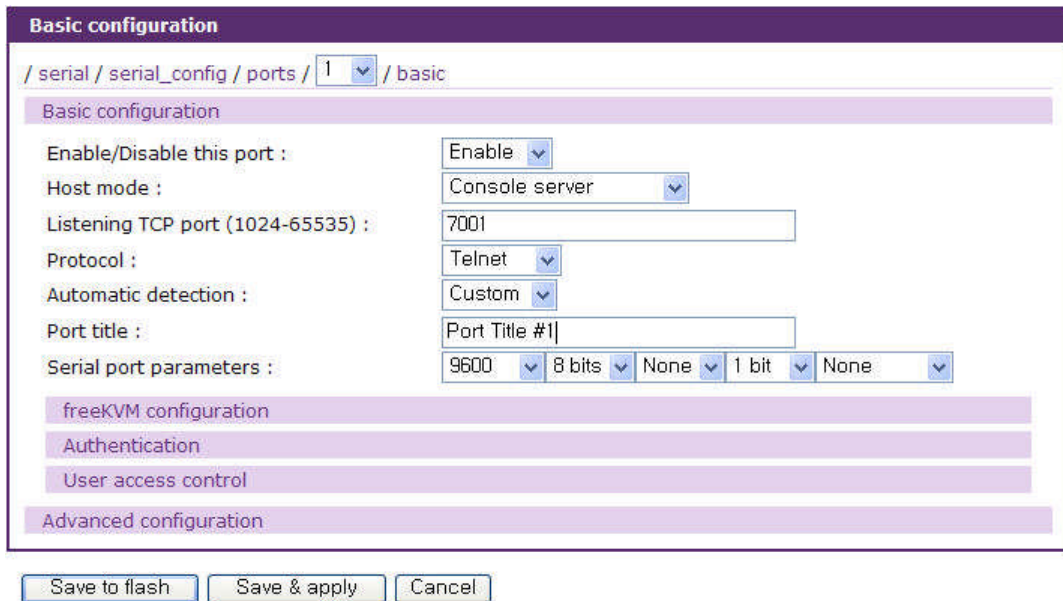 Basic configuration
/ serial / serial_config / ports / 1 / basic
Basic configuration
Enable/Disable this port : Enable
Host mode : Console server
Listening TCP port (1024-65535) : 7001
Protocol : Telnet
Automatic detection : Custom
Port title : Port Title #1
Serial port parameters : 9600 8 bits None 1 bit None
freeKVM configuration
Authentication
User access control
Advanced configuration
Save to flash Save & apply Cancel